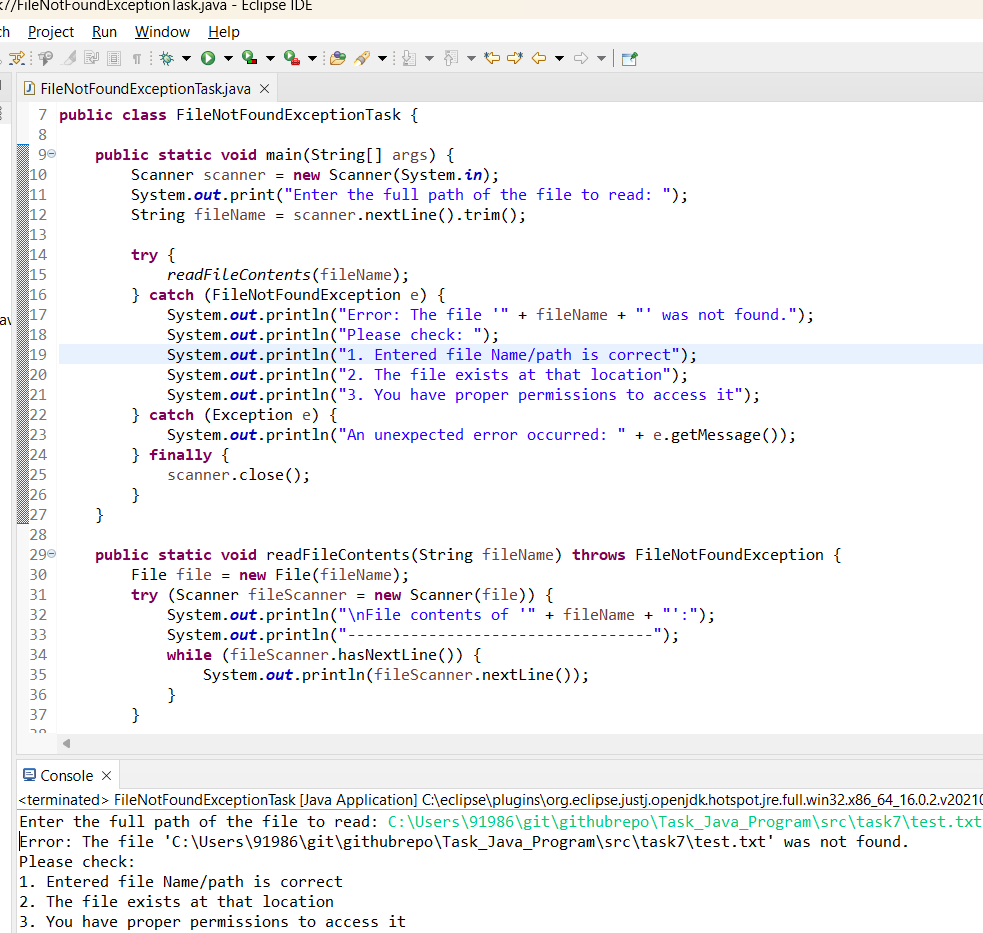 k//FileNotFoundExceptionTask.java - Eclipse IDE
ch Project Run Window Help
FileNotFoundExceptionTask.java
7 public class FileNotFoundExceptionTask {
8
9 public static void main(String[] args) {
10 Scanner scanner = new Scanner(System.in);
11 System.out.print("Enter the full path of the file to read: ");
12 String fileName = scanner.nextLine().trim();
13
14 try {
15 readFileContents(fileName);
16 } catch (FileNotFoundException e) {
17 System.out.println("Error: The file '" + fileName + "' was not found.");
18 System.out.println("Please check: ");
19 System.out.println("1. Entered file Name/path is correct");
20 System.out.println("2. The file exists at that location");
21 System.out.println("3. You have proper permissions to access it");
22 } catch (Exception e) {
23 System.out.println("An unexpected error occurred: " + e.getMessage());
24 } finally {
25 scanner.close();
26 }
27 }
28
29 public static void readFileContents(String fileName) throws FileNotFoundException {
30 File file = new File(fileName);
31 try (Scanner fileScanner = new Scanner(file)) {
32 System.out.println("\nFile contents of '" + fileName + "':");
33 System.out.println("----------------------------------");
34 while (fileScanner.hasNextLine()) {
35 System.out.println(fileScanner.nextLine());
36 }
37 }
Console
<terminated> FileNotFoundExceptionTask [Java Application] C:\eclipse\plugins\org.eclipse.justj.openjdk.hotspot.jre.full.win32.x86_64_16.0.2.v20210
Enter the full path of the file to read: C:\Users\91986\git\githubrepo\Task_Java_Program\src\task7\test.txt
Error: The file 'C:\Users\91986\git\githubrepo\Task_Java_Program\src\task7\test.txt' was not found.
Please check:
1. Entered file Name/path is correct
2. The file exists at that location
3. You have proper permissions to access it